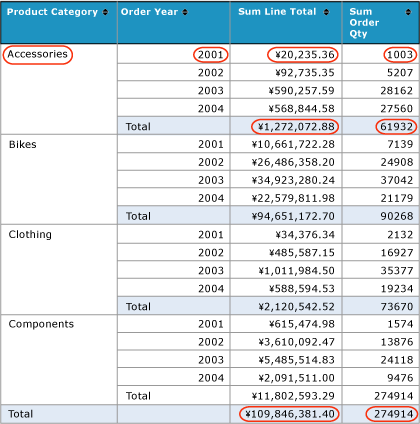 Product Category Order Year Sum Line Total Sum
Order
Qty
Accessories 2001 ¥20,235.36 1003
2002 ¥92,735.35 5207
2003 ¥590,257.59 28162
2004 ¥568,844.58 27560
Total ¥1,272,072.88 61932
Bikes 2001 ¥10,661,722.28 7139
2002 ¥26,486,358.20 24908
2003 ¥34,923,280.24 37042
2004 ¥22,579,811.98 21179
Total ¥94,651,172.70 90268
Clothing 2001 ¥34,376.34 2132
2002 ¥485,587.15 16927
2003 ¥1,011,984.50 35377
2004 ¥588,594.53 19234
Total ¥2,120,542.52 73670
Components 2001 ¥615,474.98 1574
2002 ¥3,610,092.47 13876
2003 ¥5,485,514.83 24118
2004 ¥2,091,511.00 9476
Total ¥11,802,593.29 274914
Total ¥109,846,381.40 274914